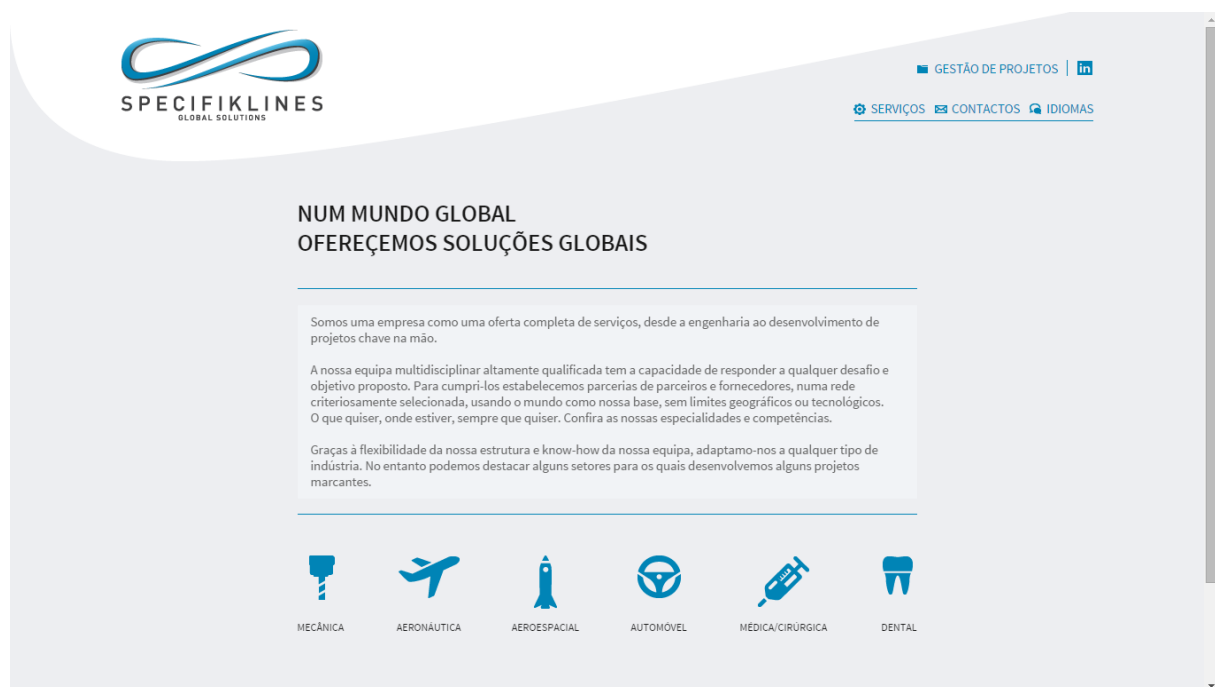 SPECIFIKLINES
GLOBAL SOLUTIONS
GESTÃO DE PROJETOS
in
SERVIÇOS CONTACTOS IDIOMAS
NUM MUNDO GLOBAL
OFEREÇEMOS SOLUÇÕES GLOBAIS
Somos uma empresa como uma oferta completa de serviços, desde a engenharia ao desenvolvimento de
projetos chave na mão.
A nossa equipa multidisciplinar altamente qualificada tem a capacidade de responder a qualquer desafio e
objetivo proposto. Para cumpri-los estabelecemos parcerias de parceiros e fornecedores, numa rede
criteriosamente selecionada, usando o mundo como nossa base, sem limites geográficos ou tecnológicos.
O que quiser, onde estiver, sempre que quiser. Confira as nossas especialidades e competências.
Graças à flexibilidade da nossa estrutura e know-how da nossa equipa, adaptamo-nos a qualquer tipo de
indústria. No entanto podemos destacar alguns setores para os quais desenvolvemos alguns projetos
marcantes.
MECÂNICA AERONÁUTICA AEROESPACIAL AUTOMÓVEL MÉDICA/CIRÚRGICA DENTAL